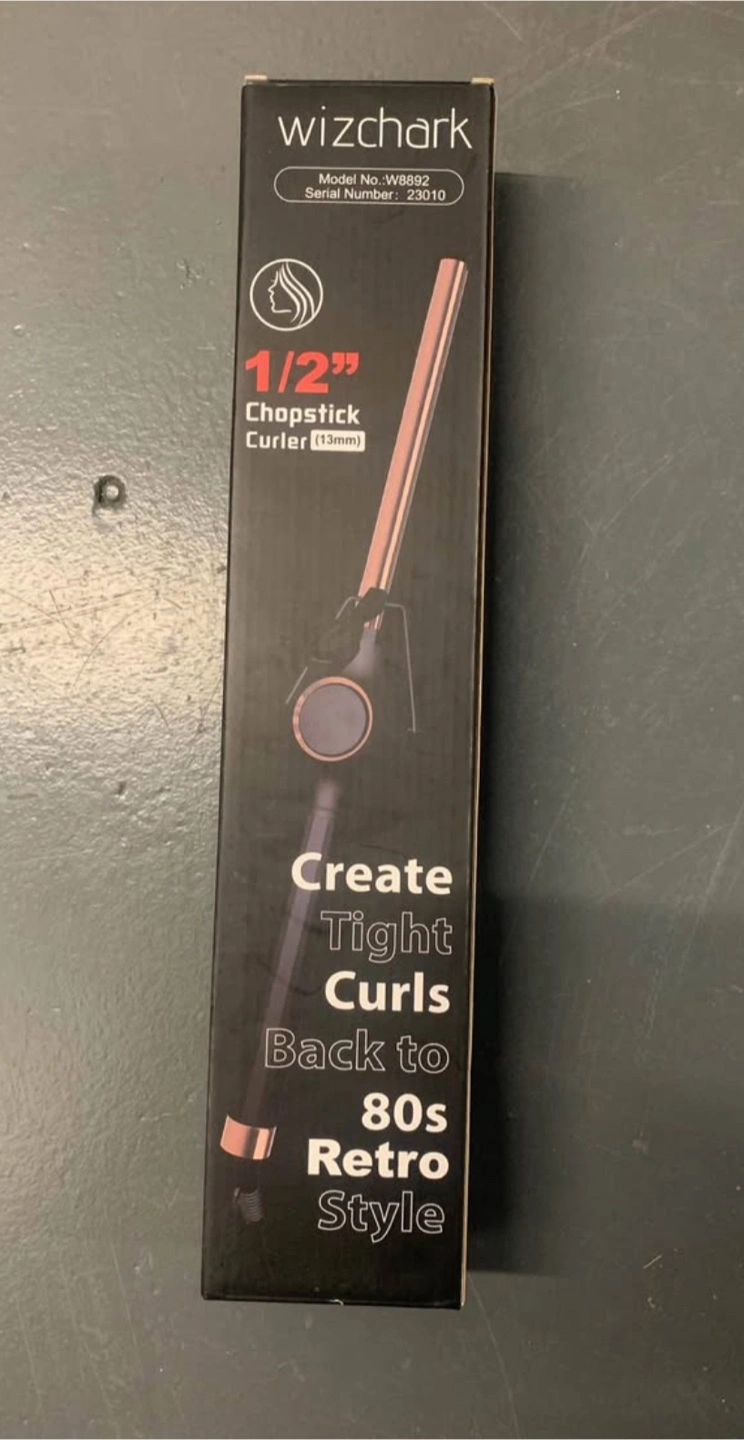 wizchark
Model No.:W8892
Serial Number: 23010
1/2”
Chopstick
Curler (13mm)
Create
Tight
Curls
Back to
80s
Retro
Style